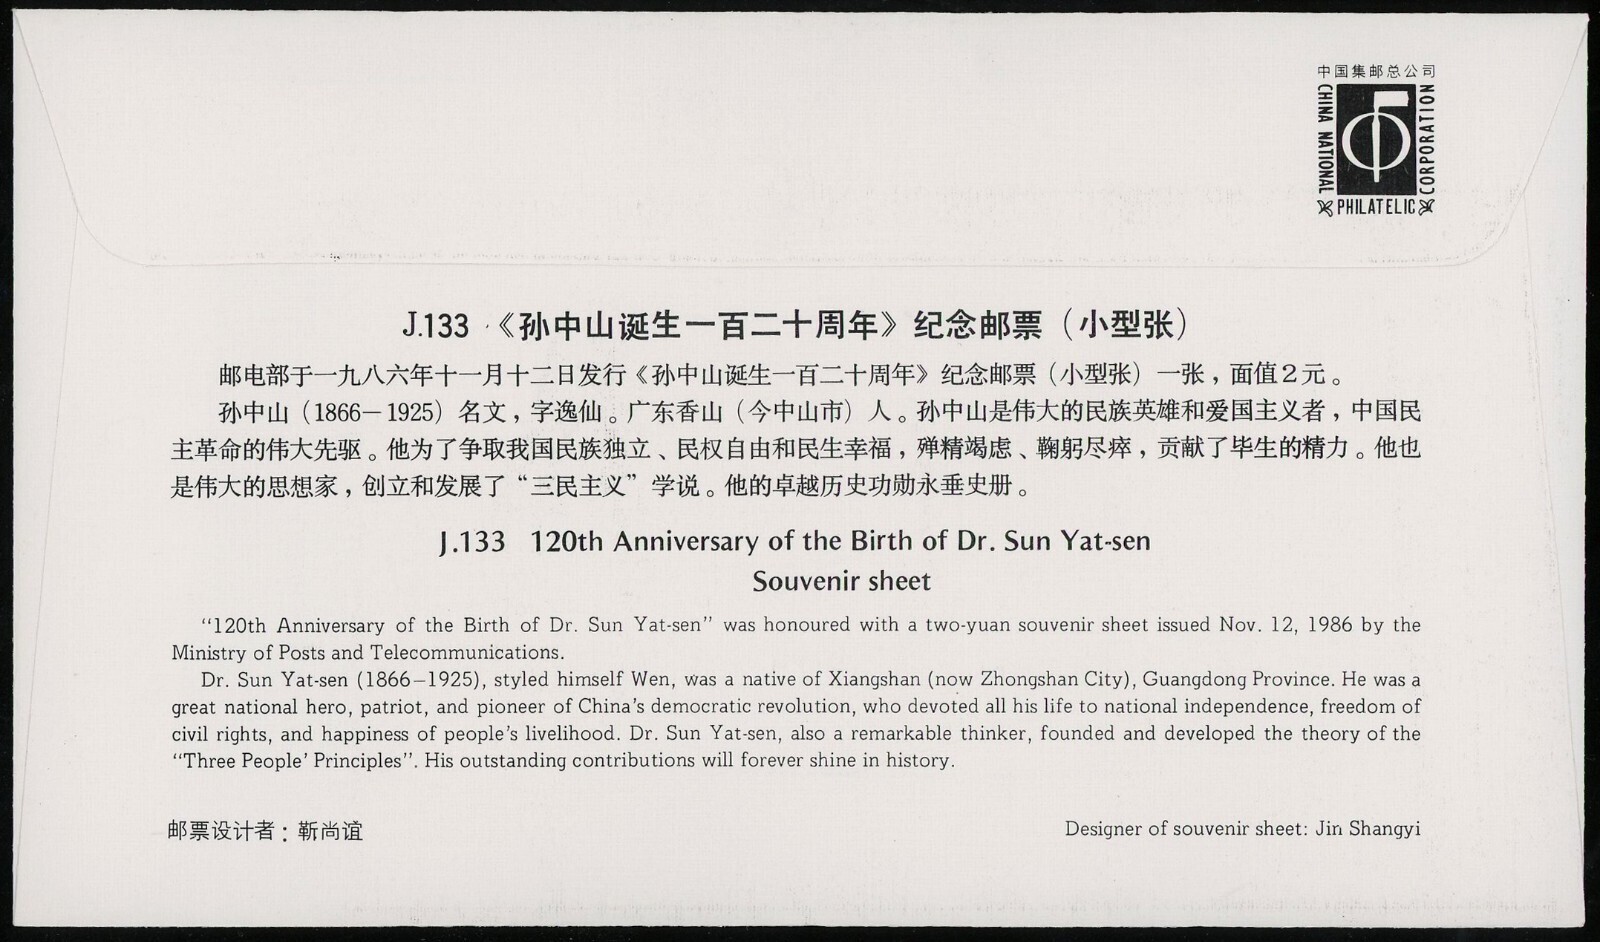 中国集邮总公司
CHINA NATIONAL
PHILATELIC
CORPORATION
J.133 《孙中山诞生一百二十周年》纪念邮票（小型张）
邮电部于一九八六年十一月十二日发行《孙中山诞生一百二十周年》纪念邮票（小型张）一张，面值2元。
孙中山（1866—1925）名文，字逸仙。广东香山（今中山市）人。孙中山是伟大的民族英雄和爱国主义者，中国民
主革命的伟大先驱。他为了争取我国民族独立、民权自由和民生幸福，殚精竭虑、鞠躬尽瘁，贡献了毕生的精力。他也
是伟大的思想家，创立和发展了“三民主义”学说。他的卓越历史功勋永垂史册。
J.133 120th Anniversary of the Birth of Dr. Sun Yat-sen
Souvenir sheet
“120th Anniversary of the Birth of Dr. Sun Yat-sen” was honoured with a two-yuan souvenir sheet issued Nov. 12, 1986 by the
Ministry of Posts and Telecommunications.
Dr. Sun Yat-sen (1866—1925), styled himself Wen, was a native of Xiangshan (now Zhongshan City), Guangdong Province. He was a
great national hero, patriot, and pioneer of China’s democratic revolution, who devoted all his life to national independence, freedom of
civil rights, and happiness of people’s livelihood. Dr. Sun Yat-sen, also a remarkable thinker, founded and developed the theory of the
“Three People’ Principles”. His outstanding contributions will forever shine in history.
邮票设计者：靳尚谊
Designer of souvenir sheet: Jin Shangyi